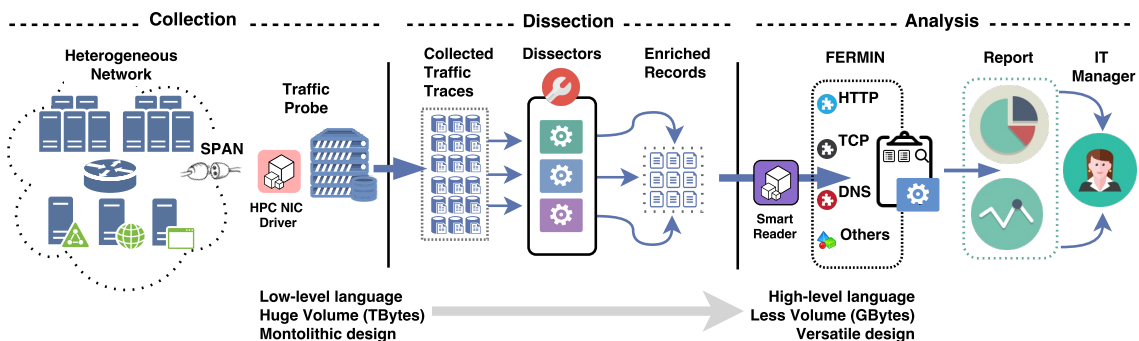 Collection
Dissection
Analysis
Heterogeneous
Network
SPAN
Traffic
Probe
HPC NIC
Driver
Collected
Traffic
Traces
Dissectors
Enriched
Records
Smart
Reader
FERMIN
HTTP
TCP
DNS
Others
Report
IT
Manager
Low-level language
Huge Volume (TBytes)
Montolithic design
High-level language
Less Volume (GBytes)
Versatile design